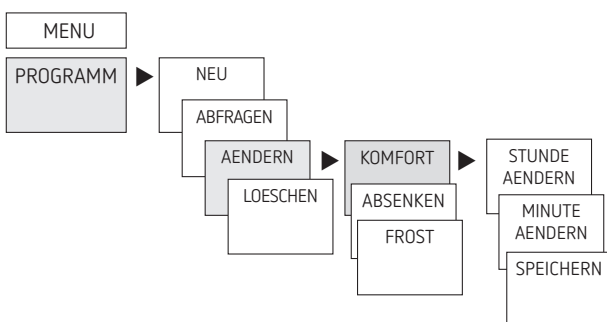 MENU
PROGRAMM
NEU
ABFRAGEN
AENDERN
LOESCHEN
KOMFORT
ABSENKEN
FROST
STUNDE
AENDERN
MINUTE
AENDERN
SPEICHERN